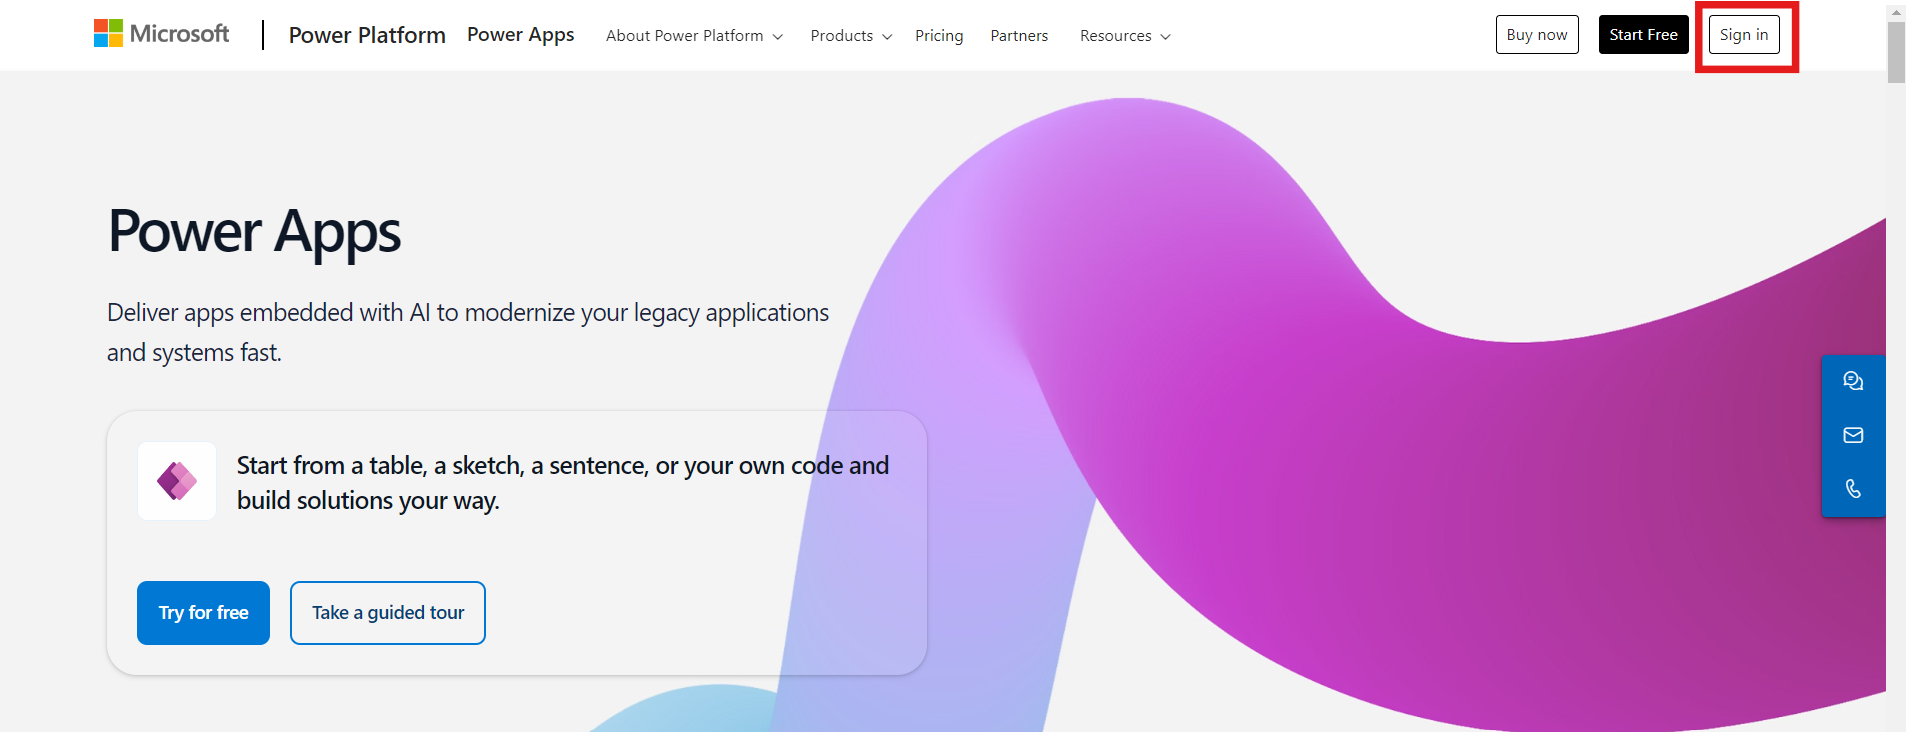 Microsoft
Power Platform
Power Apps
About Power Platform
Products
Pricing
Partners
Resources
Buy now
Start Free
Sign in
Power Apps
Deliver apps embedded with AI to modernize your legacy applications
and systems fast.
Start from a table, a sketch, a sentence, or your own code and
build solutions your way.
Try for free
Take a guided tour